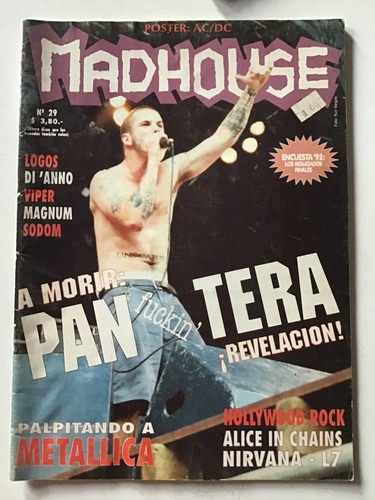 POSTER: AC/DC
MADHOUSE
Nº 29
$ 3,80.-
LOGOS
DI'ANNO
VIPER
MAGNUM
SODOM
ENCUESTA '92:
LOS RESULTADOS
FINALES
UNSCARRED
A MORIR:
PAN fuckin' TERA
¡REVELACION!
PALPITANDO A
METALLICA
HOLLYWOOD ROCK
ALICE IN CHAINS
NIRVANA - L7